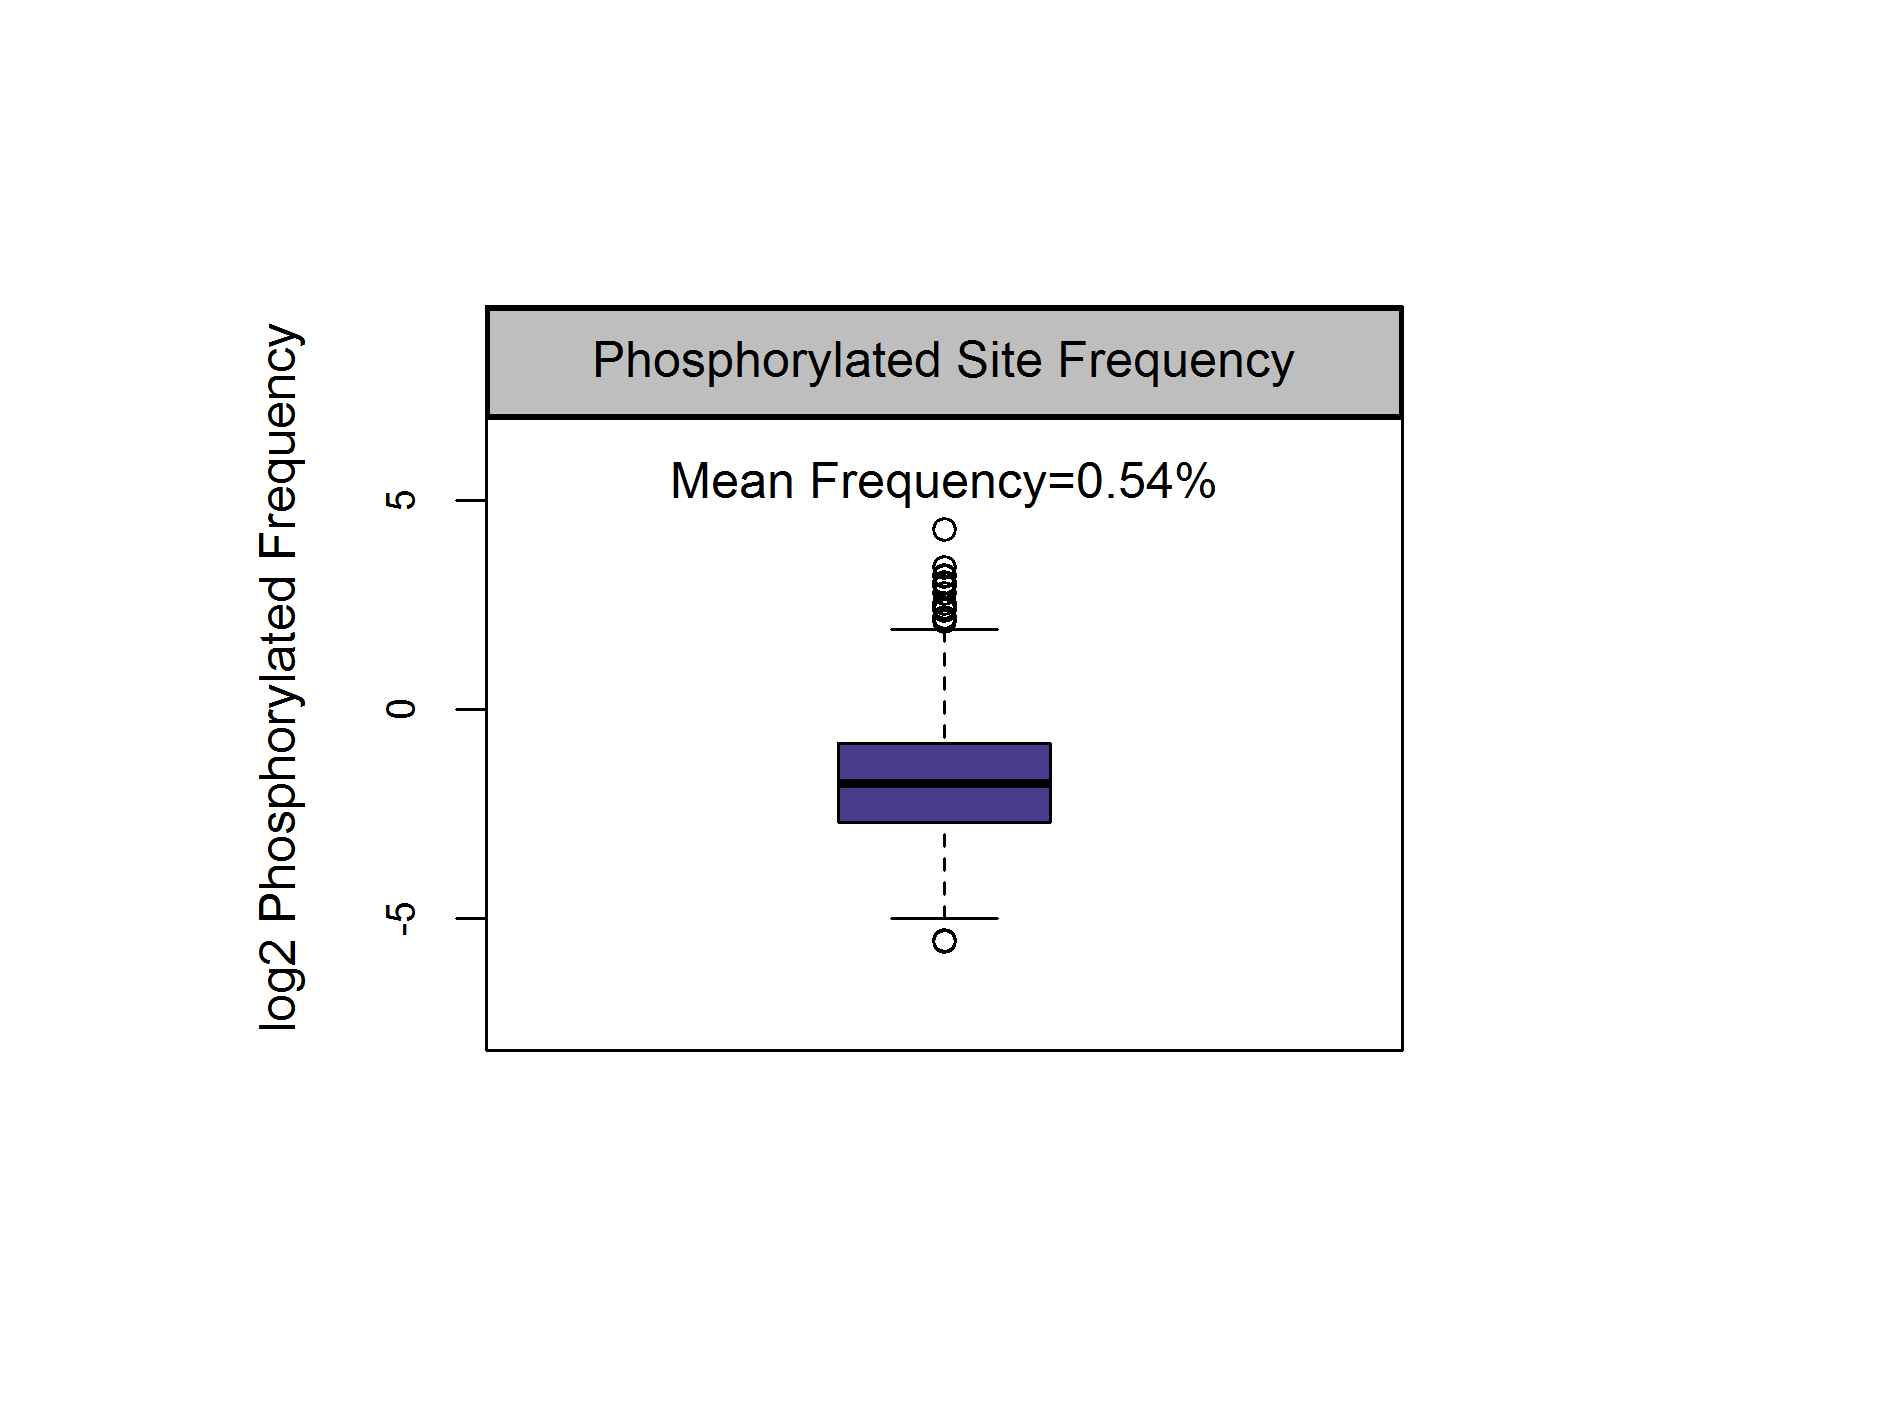 Phosphorylated Site Frequency
Mean Frequency=0.54%
log2 Phosphorylated Frequency
5
0
-5